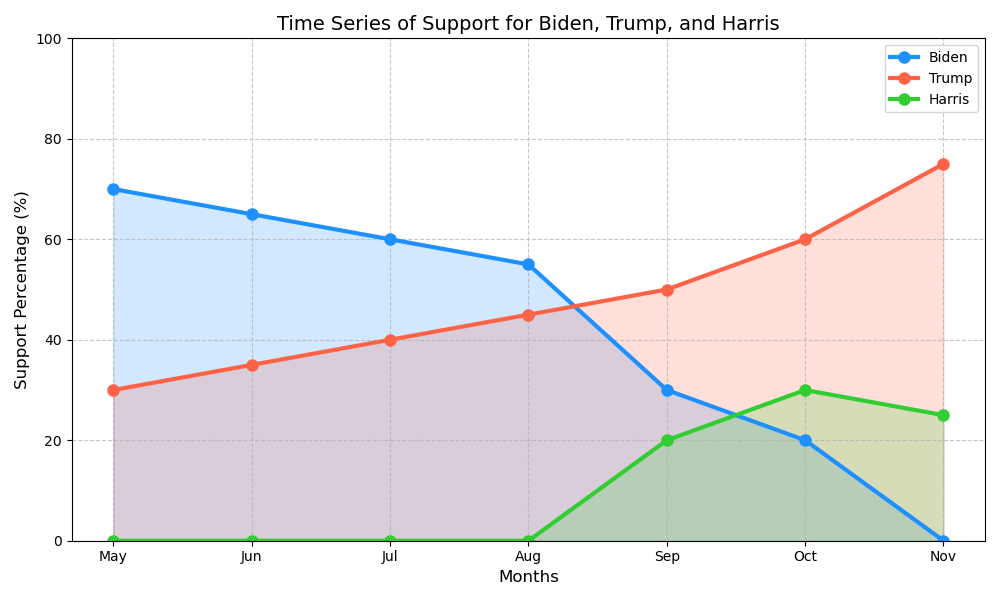 Time Series of Support for Biden, Trump, and Harris
Support Percentage (%)
100
80
60
40
20
0
Biden
Trump
Harris
May Jun Jul Aug Sep Oct Nov
Months